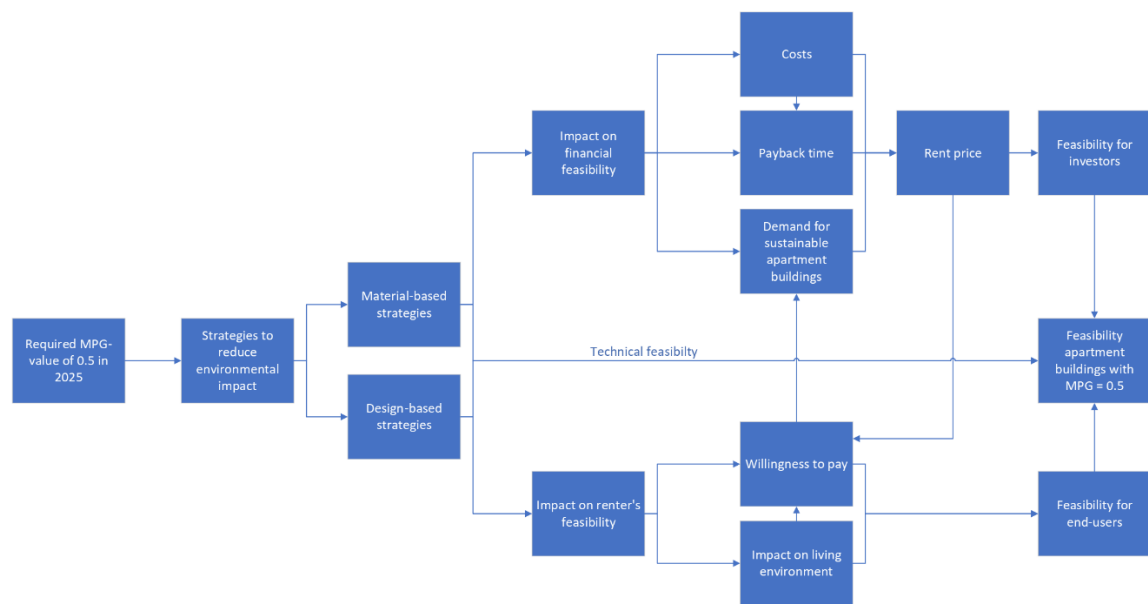 Required MPG-
value of 0.5 in
2025
Strategies to
reduce
environmental
impact
Material-based
strategies
Design-based
strategies
Impact on
financial
feasibility
Impact on renter's
feasibility
Technical feasibilty
Costs
Payback time
Demand for
sustainable
apartment
buildings
Willingness to pay
Impact on living
environment
Rent price
Feasibility for
investors
Feasibility
apartment
buildings with
MPG = 0.5
Feasibility for
end-users